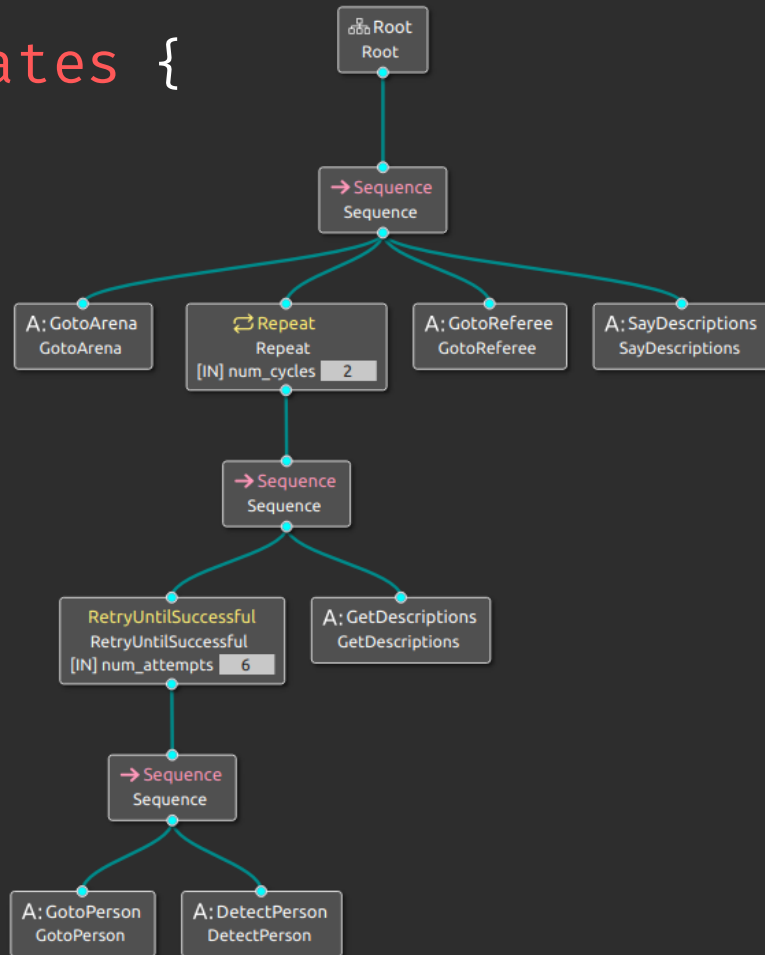 ates {
Root
Root
Sequence
Sequence
A: GotoArena
GotoArena
Repeat
Repeat
[IN] num_cycles 2
A: GotoReferee
GotoReferee
A: SayDescriptions
SayDescriptions
Sequence
Sequence
RetryUntilSuccessful
RetryUntilSuccessful
[IN] num_attempts 6
A: GetDescriptions
GetDescriptions
Sequence
Sequence
A: GotoPerson
GotoPerson
A: DetectPerson
DetectPerson